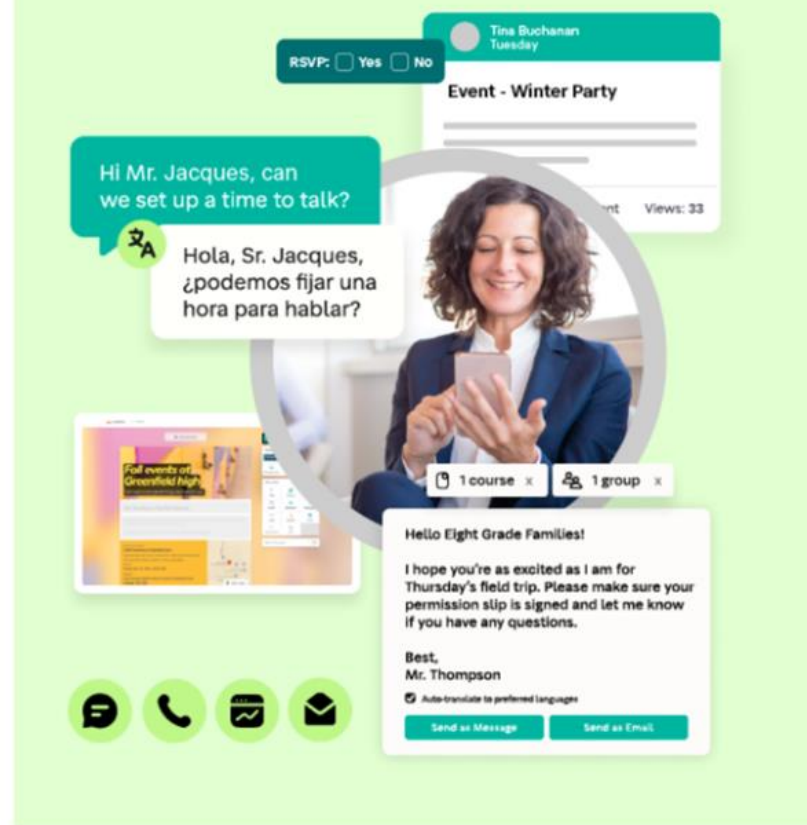 Tina Buchanan
Tuesday
RSVP: Yes No
Event - Winter Party
Views: 33
Hi Mr. Jacques, can
we set up a time to talk?
Hola, Sr. Jacques,
¿podemos fijar una
hora para hablar?
Fall events at
Greenfield high
1 course x
1 group x
Hello Eight Grade Families!
I hope you're as excited as I am for
Thursday's field trip. Please make sure your
permission slip is signed and let me know
if you have any questions.
Best,
Mr. Thompson
Auto-translate to preferred languages
Send as Message
Send as Email